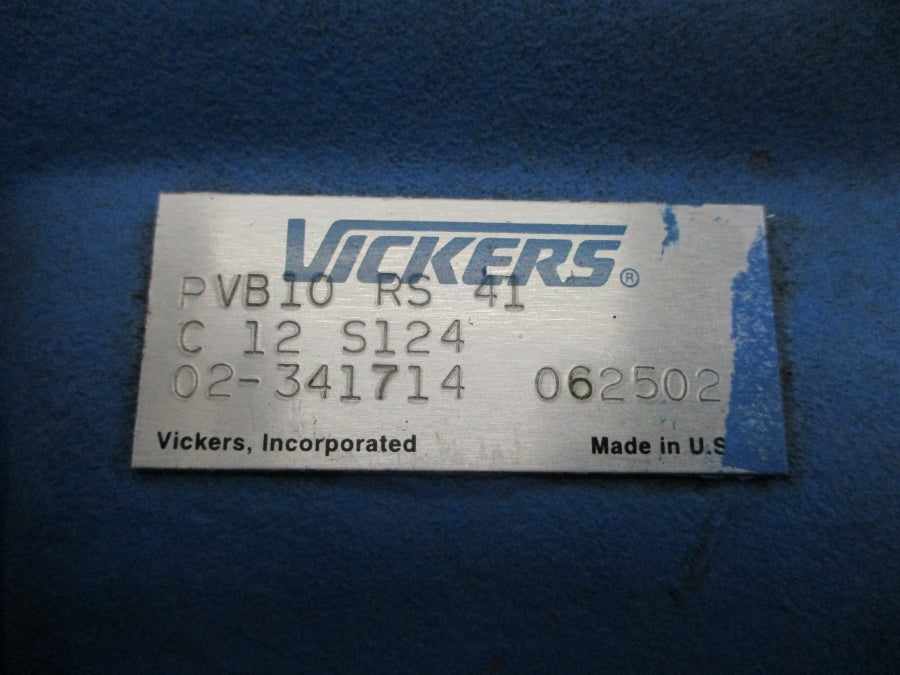 VICKERS®
PVB10 RS 41
C 12 S124
02-341714 062502
Vickers, Incorporated Made in U.S